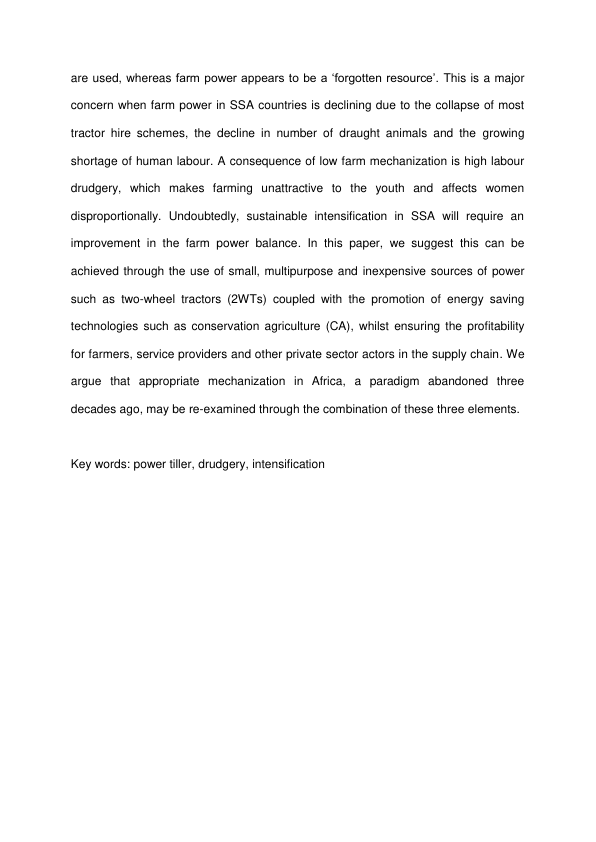 are used, whereas farm power appears to be a ‘forgotten resource’. This is a major
concern when farm power in SSA countries is declining due to the collapse of most
tractor hire schemes, the decline in number of draught animals and the growing
shortage of human labour. A consequence of low farm mechanization is high labour
drudgery, which makes farming unattractive to the youth and affects women
disproportionally. Undoubtedly, sustainable intensification in SSA will require an
improvement in the farm power balance. In this paper, we suggest this can be
achieved through the use of small, multipurpose and inexpensive sources of power
such as two-wheel tractors (2WTs) coupled with the promotion of energy saving
technologies such as conservation agriculture (CA), whilst ensuring the profitability
for farmers, service providers and other private sector actors in the supply chain. We
argue that appropriate mechanization in Africa, a paradigm abandoned three
decades ago, may be re-examined through the combination of these three elements.
Key words: power tiller, drudgery, intensification